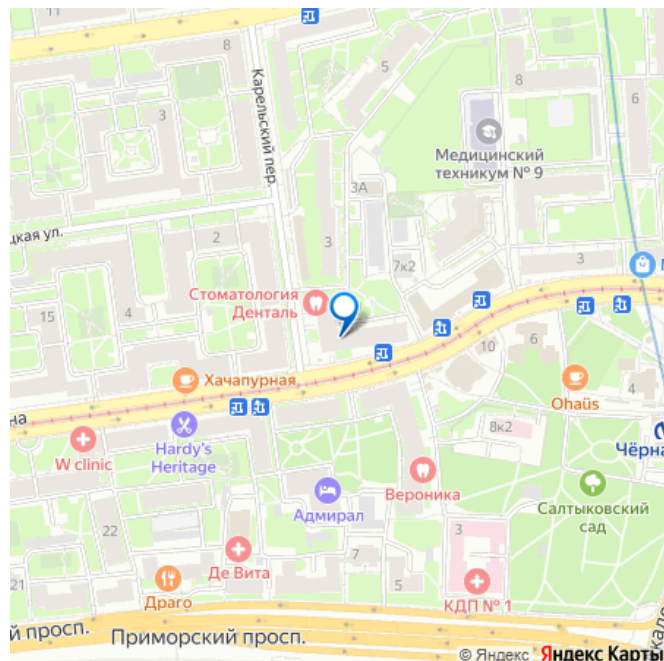 8
5
8
6
Карельский пер.
3
Медицинский
техникум № 9
3А
цкая ул.
2
3
7к2
3
М
Стоматология
Денталь
15
4
10
6
Хачапурная
Ohaüs
4
на
8к2
Чёрна
W clinic
Hardy's
Heritage
Вероника
Салтыковский
сад
Адмирал
22
3
7
Де Вита
5
21
Драго
КДП № 1
й просп.
Приморский просп.
© Яндекс Яндекс Карты